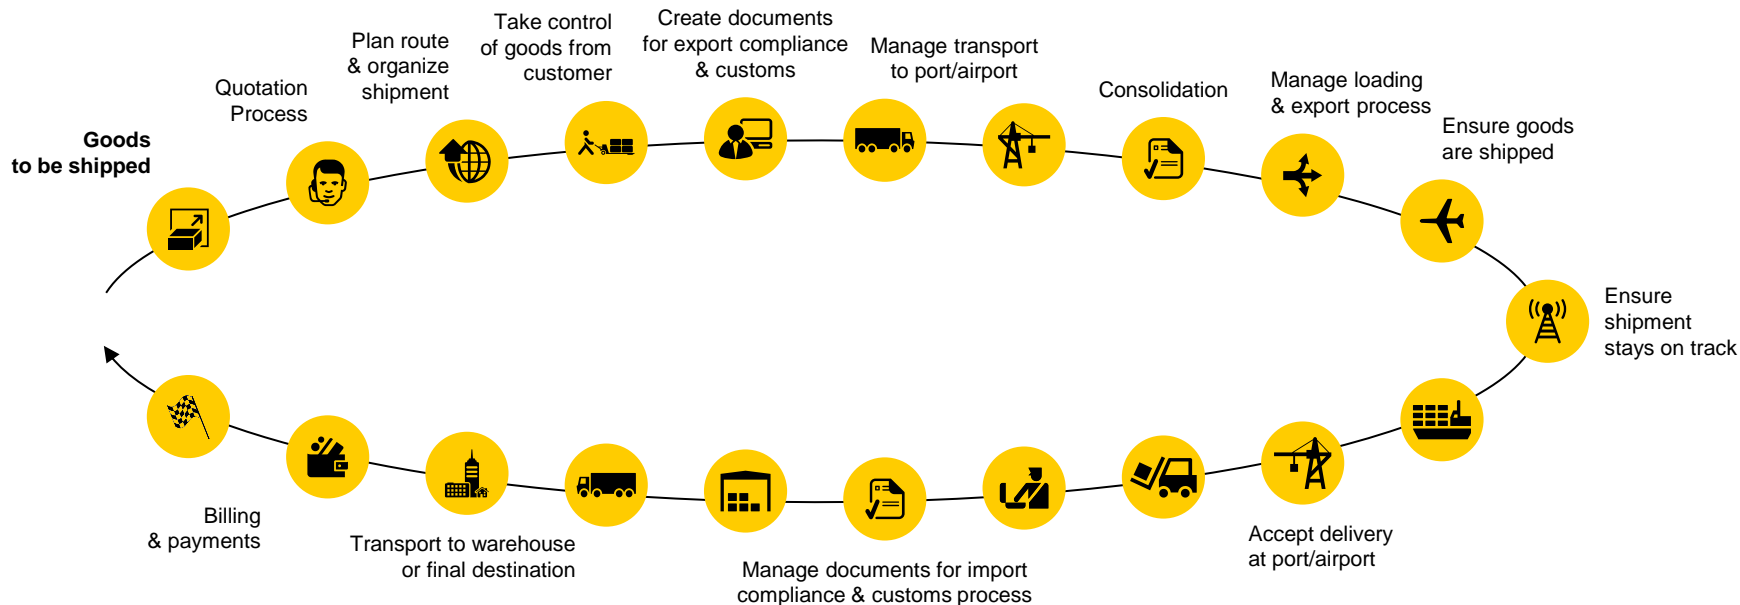 Goods
to be shipped
Quotation
Process
Plan route
& organize
shipment
Take control
of goods from
customer
Create documents
for export compliance
& customs
Manage transport
to port/airport
Consolidation
Manage loading
& export process
Ensure goods
are shipped
Ensure
shipment
stays on track
Accept delivery
at port/airport
Manage documents for import
compliance & customs process
Transport to warehouse
or final destination
Billing
& payments